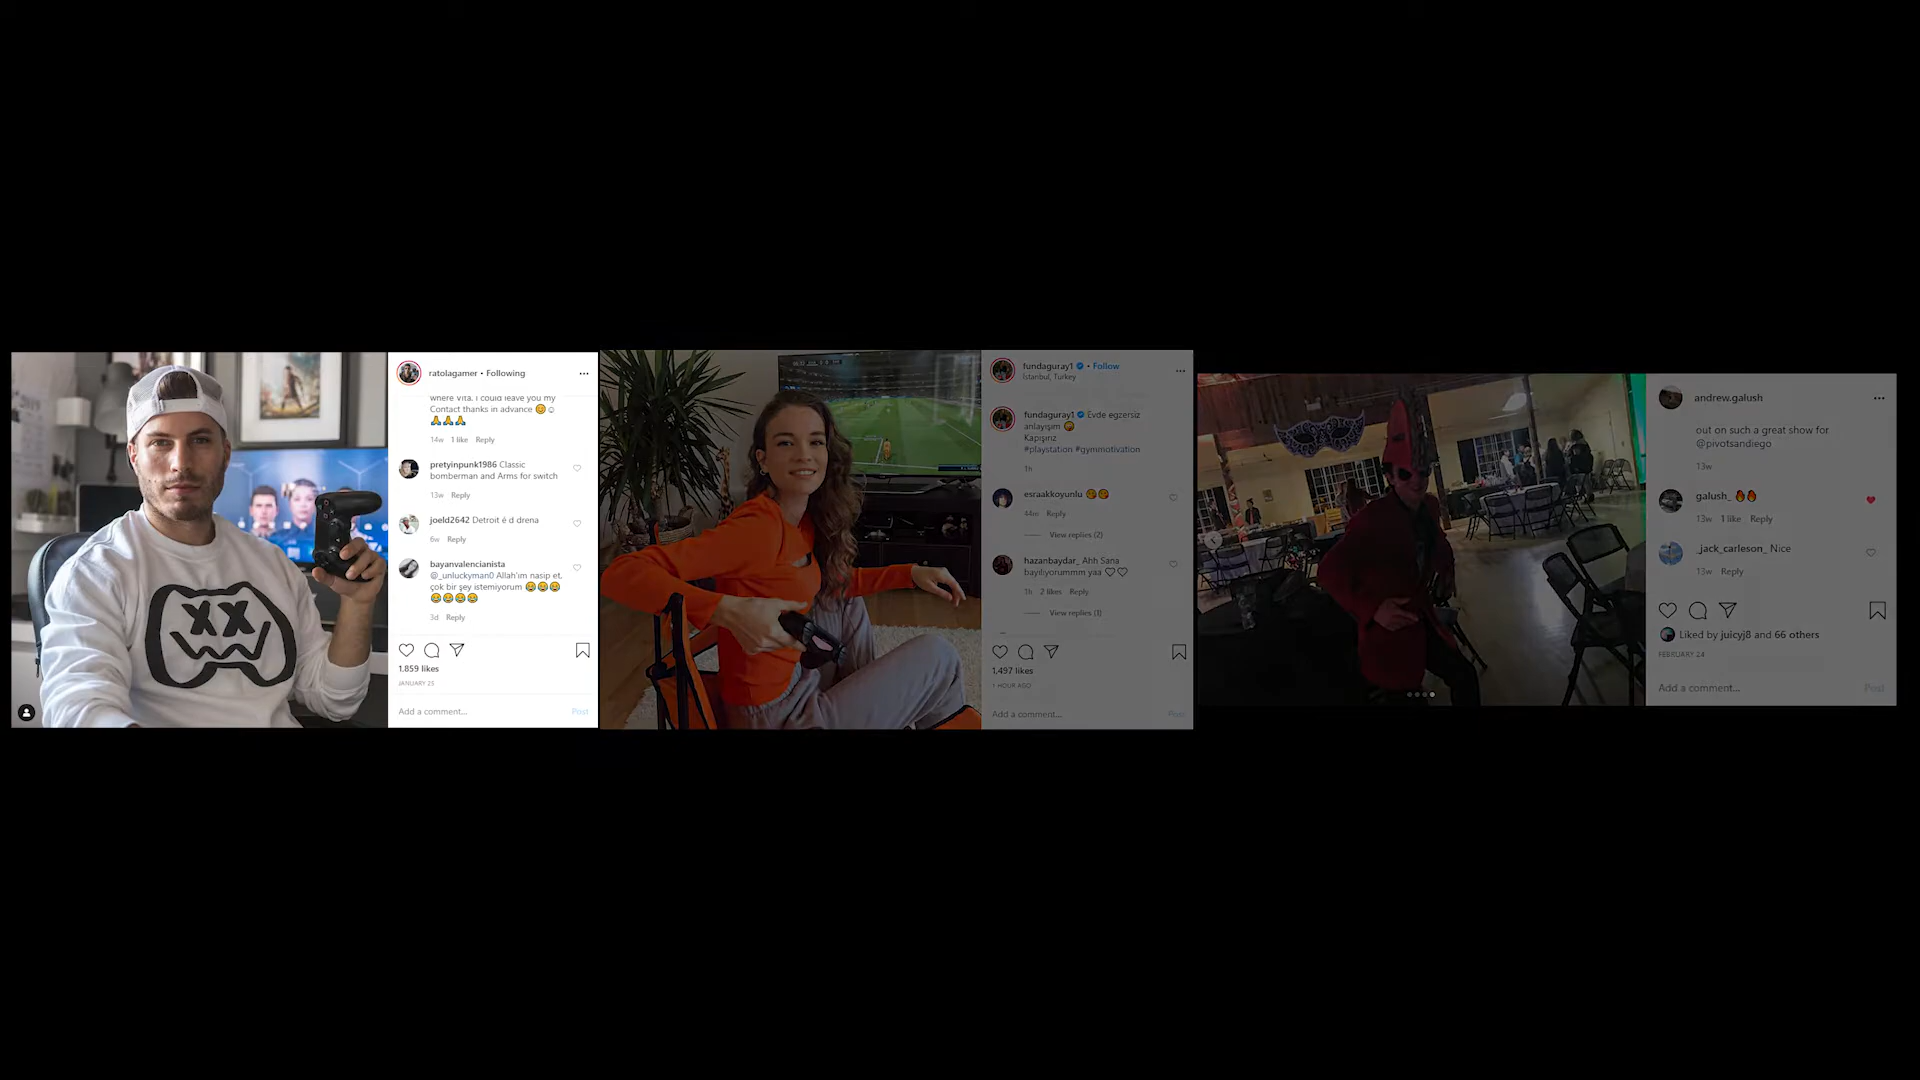 ratolagamer • Following
where Vita. I could leave you my
Contact thanks in advance 😊☺
🙏🙏🙏
14w 1 like Reply
pretyinpunk1986 Classic
bomberman and Arms for switch
13w Reply
joeld2642 Detroit é d drena
6w Reply
bayanvalencianista
@_unluckyman0 Allah'ım nasip et,
çok bir şey istemiyorum 😂😂😂
😂😂😂😂
3d Reply
1.859 likes
JANUARY 25
Add a comment...
Post
fundaguray1 • Follow
Istanbul, Turkey
fundaguray1 Evde egzersiz
anlayışım 😜
Kapışırız
#playstation #gymmotivation
1h
esraakkoyunlu 😋😋
44m Reply
View replies (2)
hazanbaydar_ Ahh Sana
bayılıyorummm yaa ♡♡
1h 2 likes Reply
View replies (1)
1,497 likes
1 HOUR AGO
Add a comment...
Post
andrew.galush
out on such a great show for
@pivotsandiego
13w
galush_ 🔥🔥
13w 1 like Reply
_jack_carleson_ Nice
13w Reply
Liked by juicyj8 and 66 others
FEBRUARY 24
Add a comment...
Post